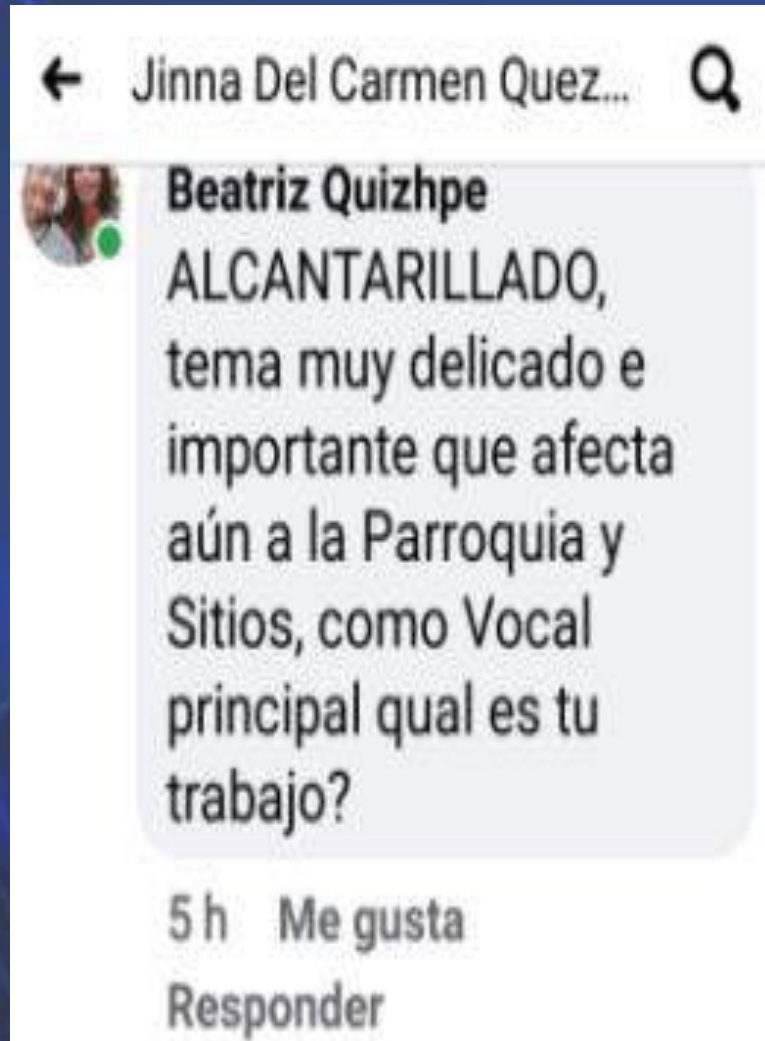 Jinna Del Carmen Quez...
Beatriz Quizhpe
ALCANTARILLADO,
tema muy delicado e
importante que afecta
aún a la Parroquia y
Sitios, como Vocal
principal qual es tu
trabajo?
5 h Me gusta
Responder